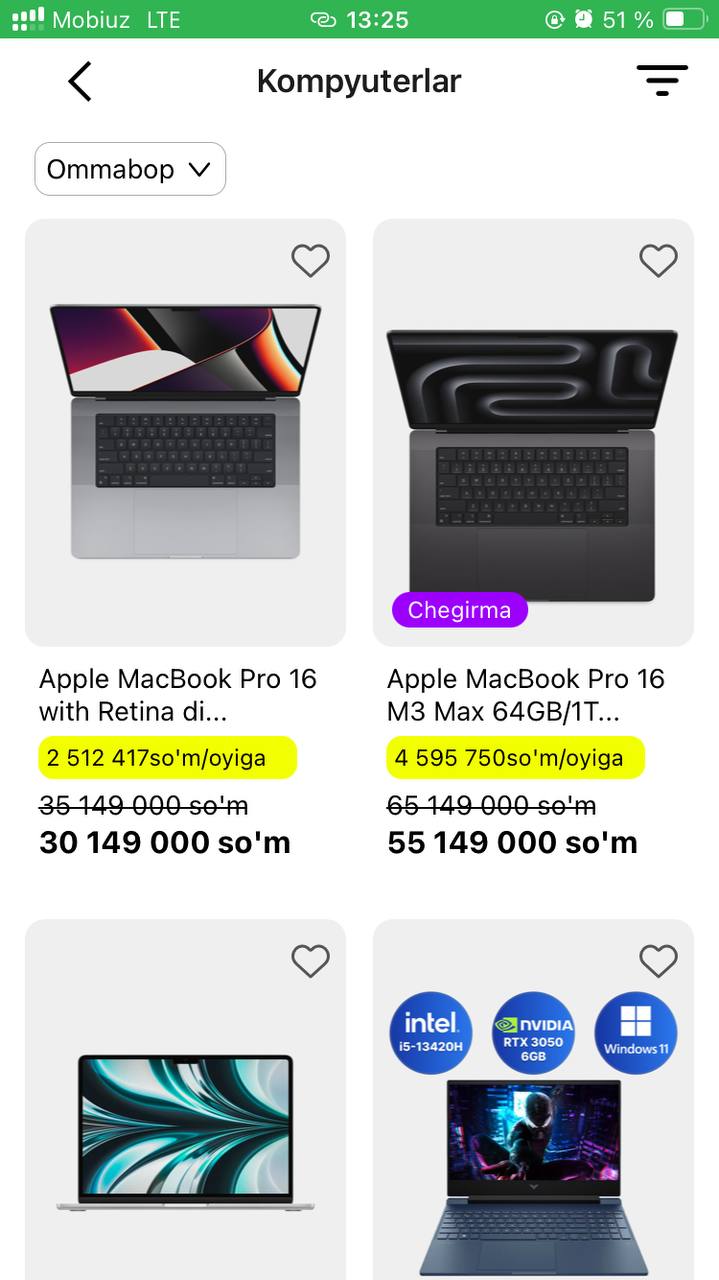 Mobiuz LTE 13:25 51 %
Kompyuterlar
Ommabop
Chegirma
Apple MacBook Pro 16
with Retina di...
2 512 417so'm/oyiga
35 149 000 so'm
30 149 000 so'm
Apple MacBook Pro 16
M3 Max 64GB/1T...
4 595 750so'm/oyiga
65 149 000 so'm
55 149 000 so'm
intel.
i5-13420H
NVIDIA
RTX 3050
6GB
Windows 11